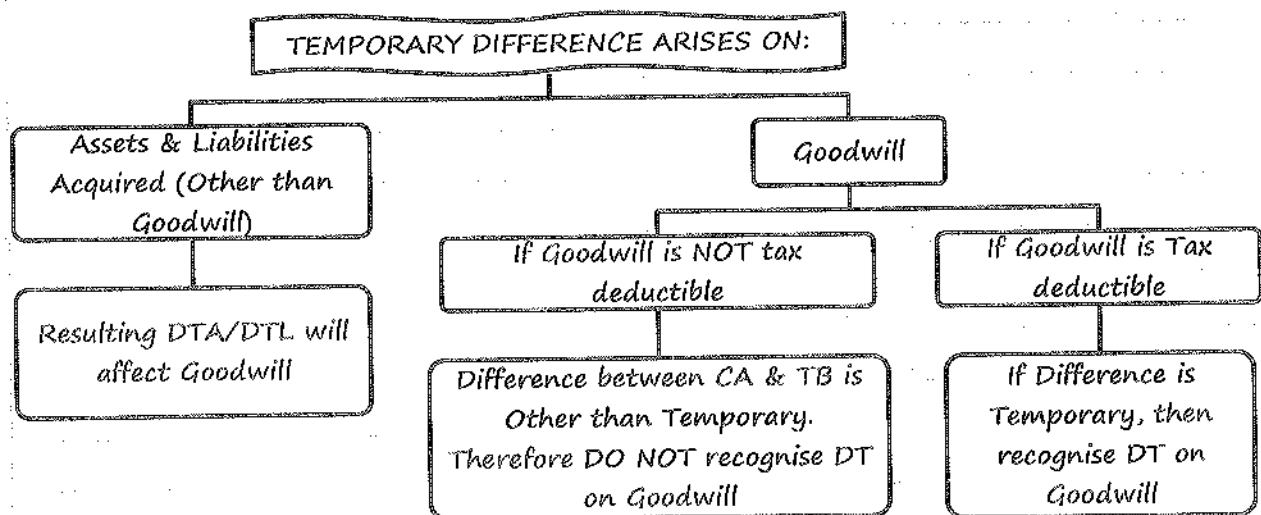 TEMPORARY DIFFERENCE ARISES ON:
Assets & Liabilities
Acquired (Other than
Goodwill)
Resulting DTA/DTL will
affect Goodwill
Goodwill
If Goodwill is NOT tax
deductible
Difference between CA & TB is
Other than Temporary.
Therefore DO NOT recognise DT
on Goodwill
If Goodwill is Tax
deductible
If Difference is
Temporary, then
recognise DT on
Goodwill